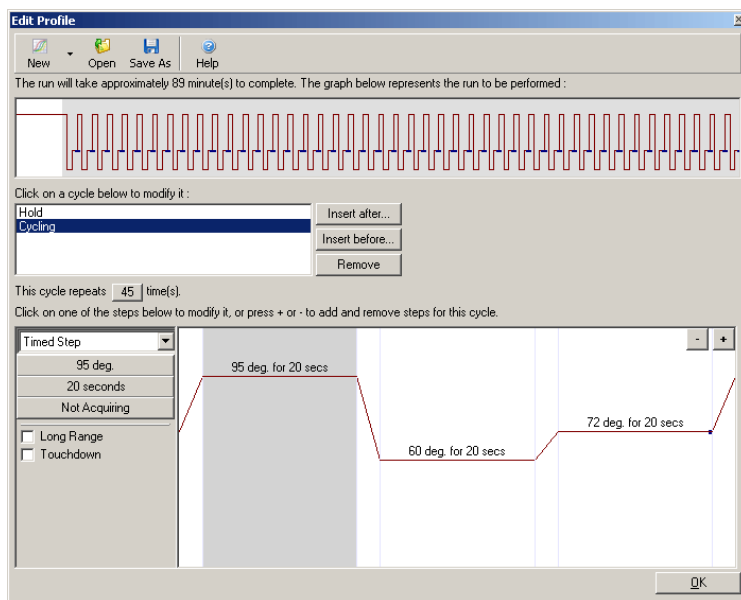 Edit Profile
New Open Save As Help
The run will take approximately 89 minute(s) to complete. The graph below represents the run to be performed :
Click on a cycle below to modify it :
Hold
Cycling
Insert after...
Insert before...
Remove
This cycle repeats 45 time(s).
Click on one of the steps below to modify it, or press + or - to add and remove steps for this cycle.
Timed Step
95 deg.
20 seconds
Not Acquiring
Long Range
Touchdown
- +
95 deg. for 20 secs
60 deg. for 20 secs
72 deg. for 20 secs
OK